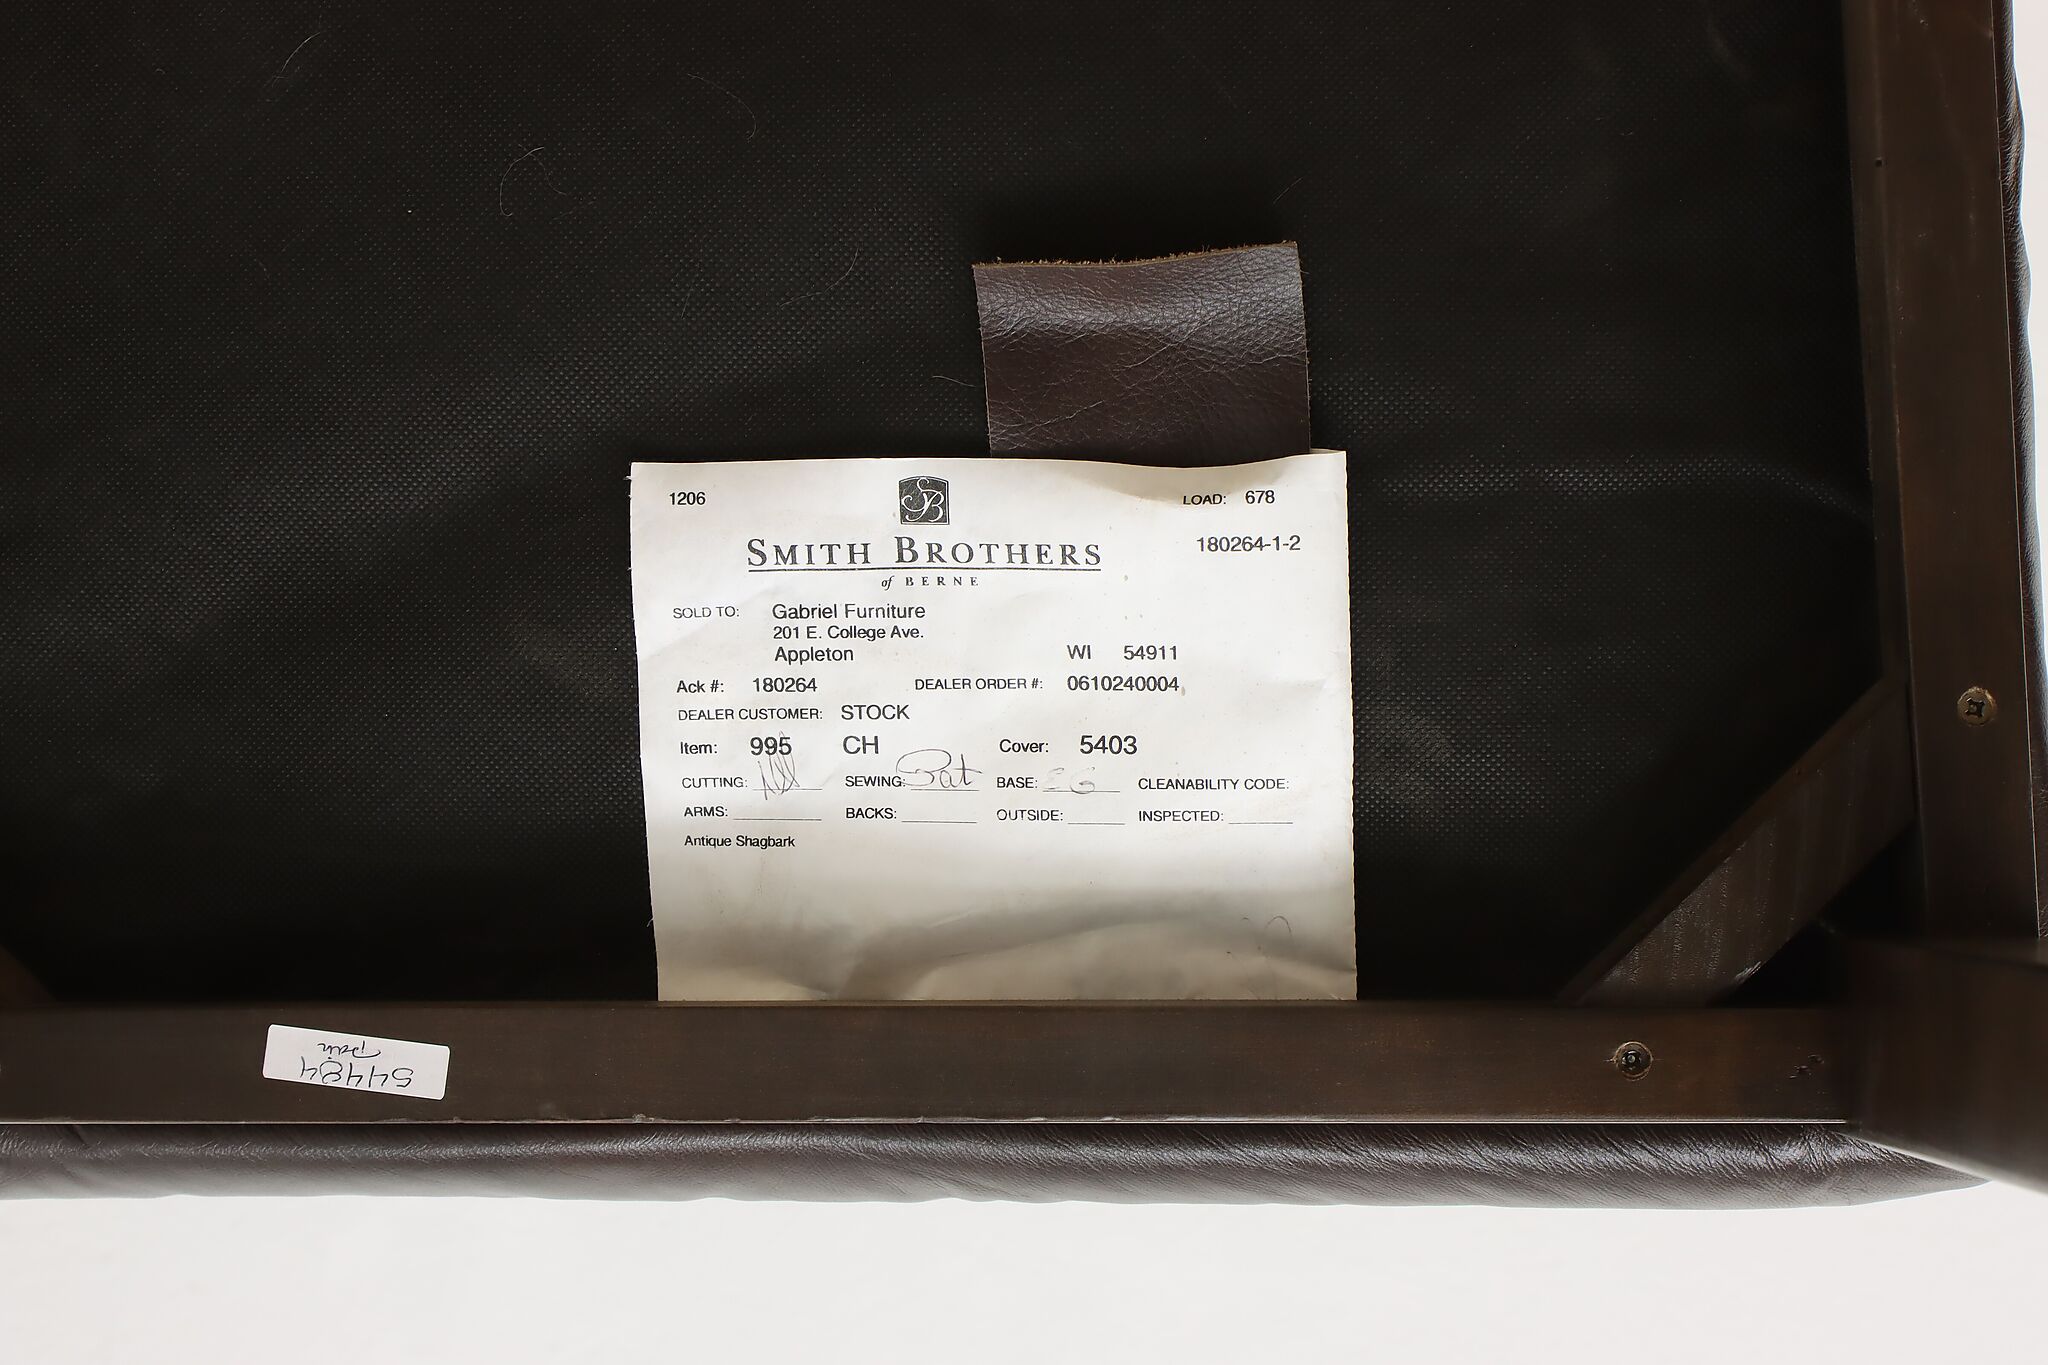 1206
LOAD: 678
SB
SMITH BROTHERS
180264-1-2
of BERNE
SOLD TO: Gabriel Furniture
201 E. College Ave.
Appleton WI 54911
Ack #: 180264 DEALER ORDER #: 0610240004
DEALER CUSTOMER: STOCK
Item: 995 CH Cover: 5403
CUTTING: SEWING: Pat BASE: EG CLEANABILITY CODE:
ARMS: BACKS: OUTSIDE: INSPECTED:
Antique Shagbark
54484
Pair